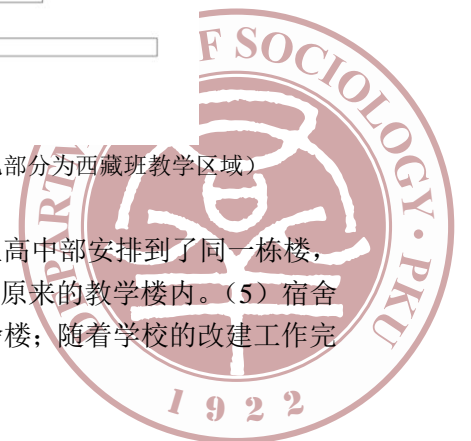 部分为西藏班教学区域）
高中部安排到了同一栋楼，
原来的教学楼内。（5）宿舍
楼；随着学校的改建工作完
DEPARTM
F SOCIOLOGY · PKU
1922